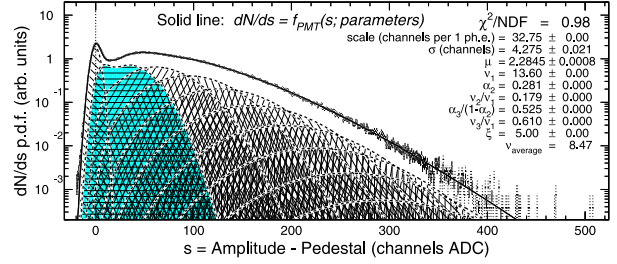 Solid line: dN/ds = f_PMT(s; parameters)
χ²/NDF = 0.98
scale (channels per 1 ph.e.) = 32.75 ± 0.00
σ (channels) = 4.275 ± 0.021
μ = 2.2845 ± 0.0008
ν₁ = 13.60 ± 0.00
α₂ = 0.281 ± 0.000
ν₂/ν₁ = 0.179 ± 0.000
α₃/(1-α₂) = 0.525 ± 0.000
ν₃/ν₁ = 0.610 ± 0.000
ξ = 5.00 ± 0.00
ν_average = 8.47
dN/ds p.d.f. (arb. units)
10
1
10⁻¹
10⁻²
10⁻³
0 100 200 300 400 500
s = Amplitude - Pedestal (channels ADC)